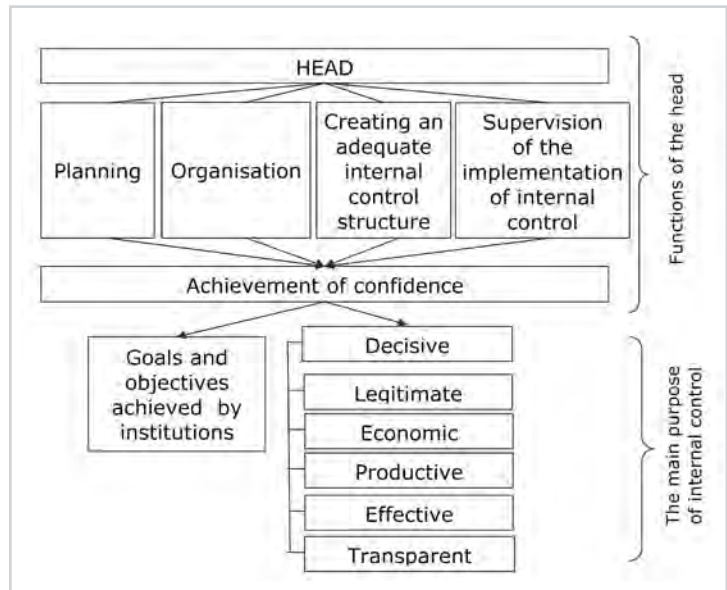 HEAD
Planning
Organisation
Creating an
adequate
internal
control
structure
Supervision
of the
implementation
of internal
control
Functions of the head
Achievement of confidence
Goals and
objectives
achieved by
institutions
Decisive
Legitimate
Economic
Productive
Effective
Transparent
The main purpose
of internal control